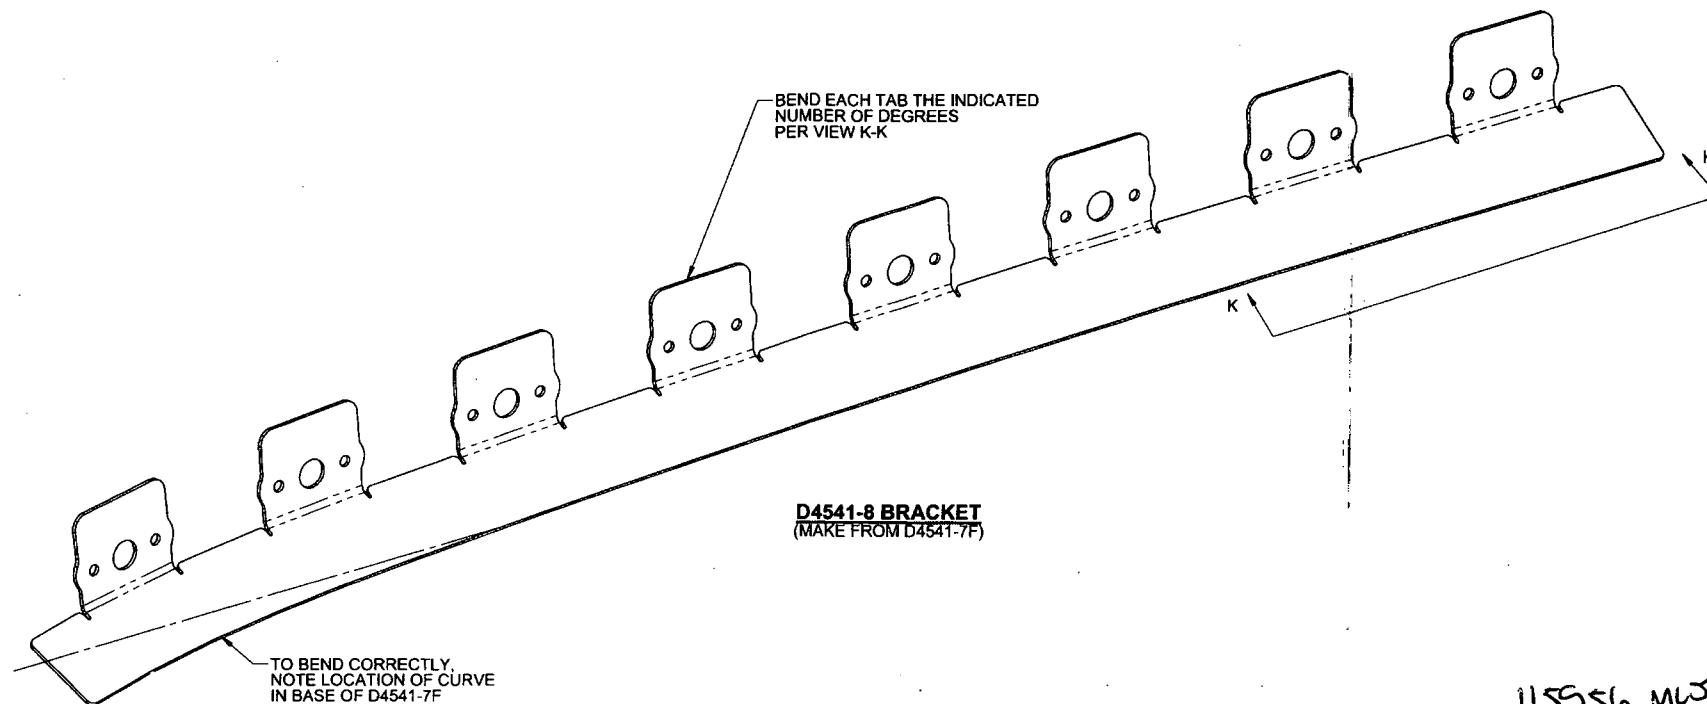 BEND EACH TAB THE INDICATED
NUMBER OF DEGREES
PER VIEW K-K
K
D4541-8 BRACKET
(MAKE FROM D4541-7F)
TO BEND CORRECTLY,
NOTE LOCATION OF CURVE
IN BASE OF D4541-7F